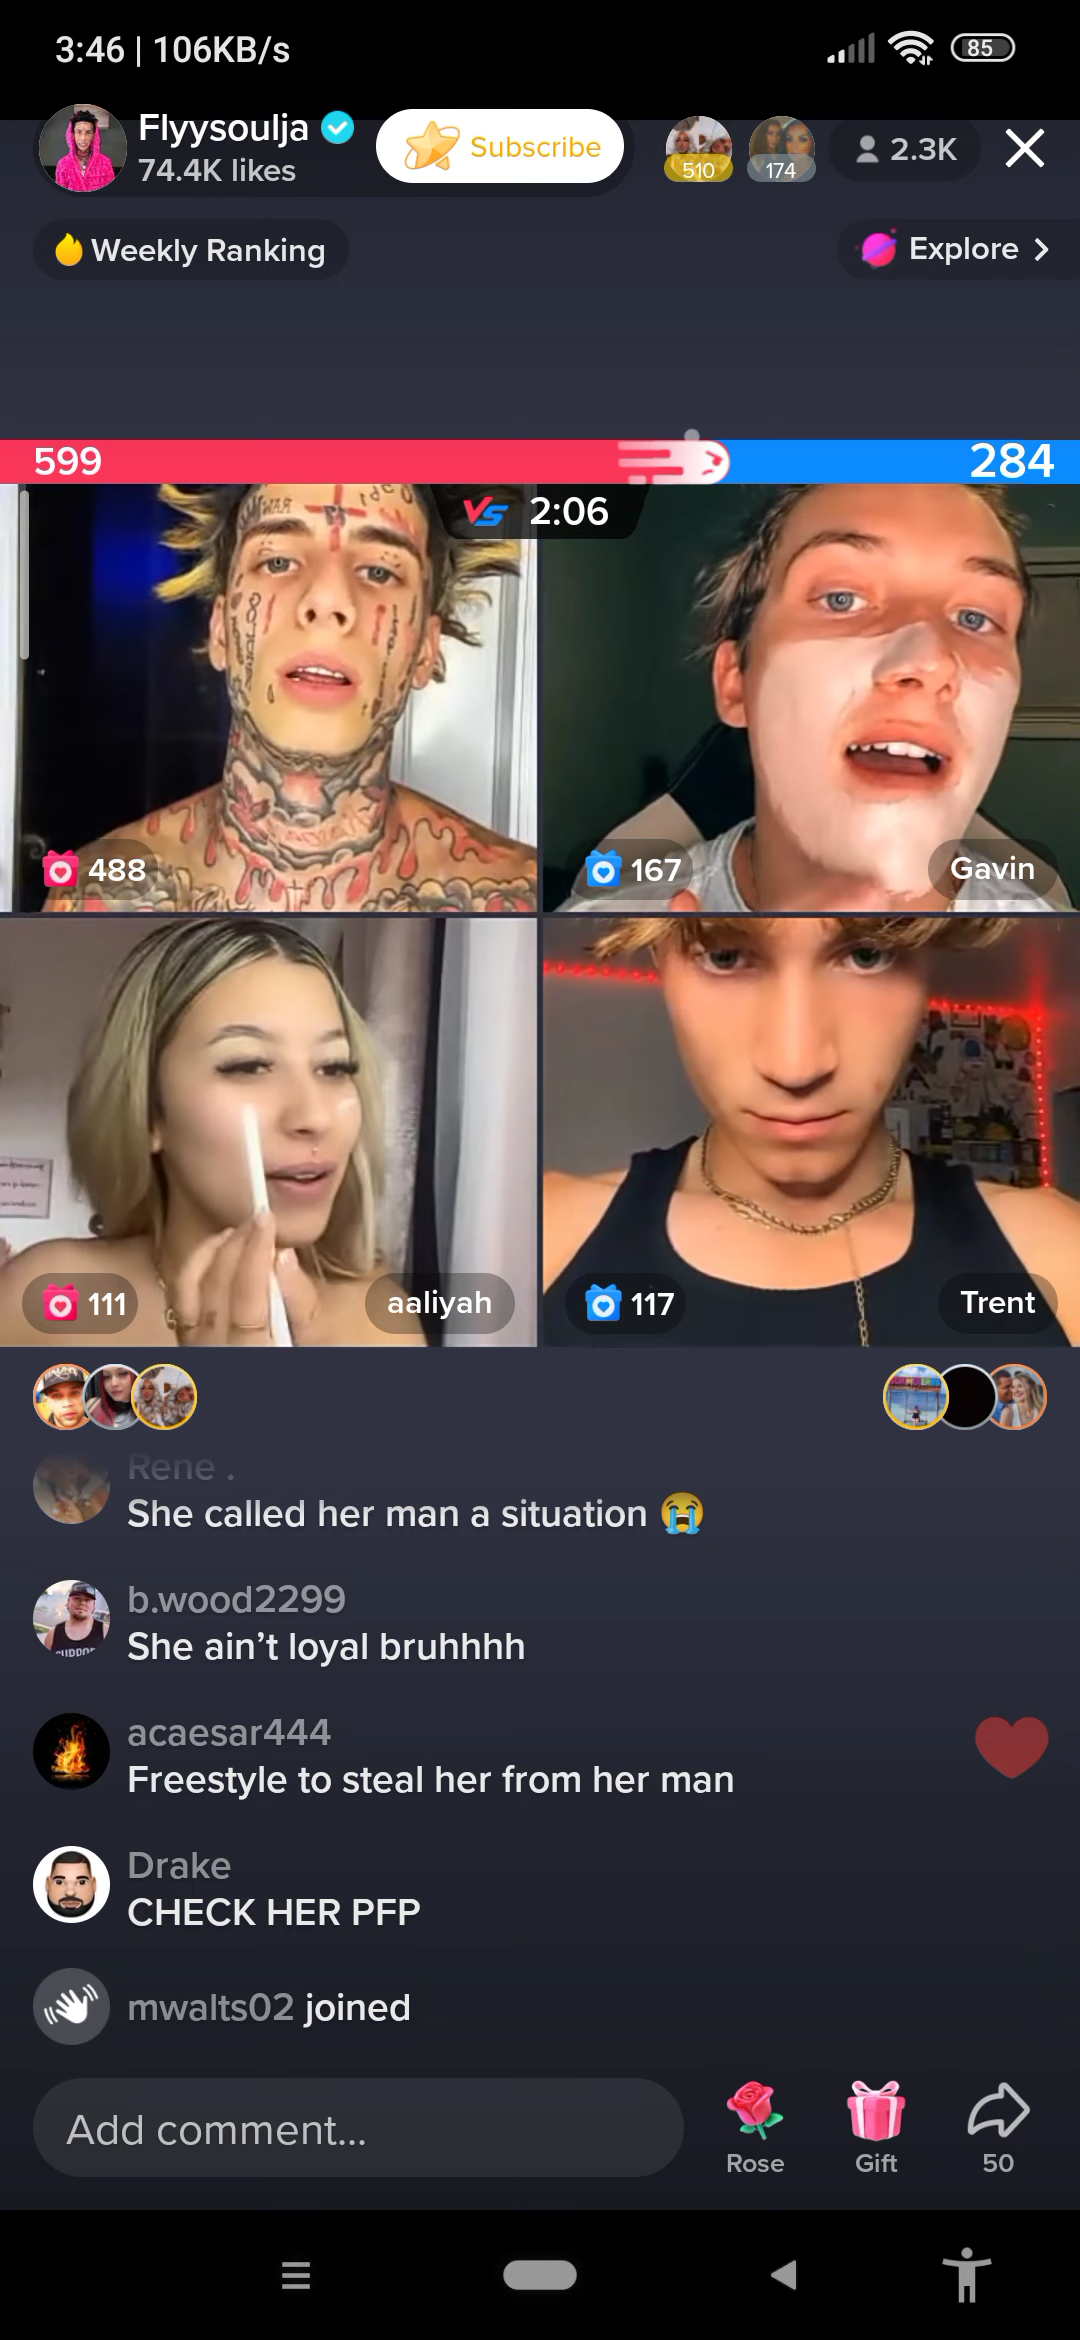 3:46 | 106KB/s
85
Flyysoulja
74.4K likes
Subscribe
510
174
2.3K
Weekly Ranking
Explore
599
284
VS 2:06
488
167
Gavin
111
aaliyah
117
Trent
Rene .
She called her man a situation 😭
b.wood2299
She ain’t loyal bruhhhh
acaesar444
Freestyle to steal her from her man
Drake
CHECK HER PFP
mwalts02 joined
Add comment...
Rose
Gift
50